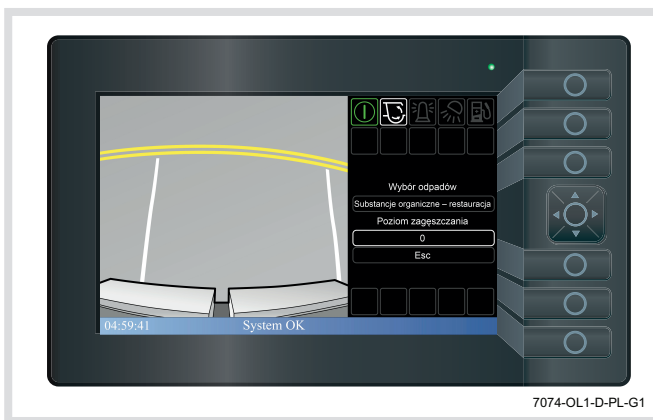 Wybór odpadów
Substancje organiczne – restauracja
Poziom zagęszczania
0
Esc
04:59:41 System OK
7074-OL1-D-PL-G1